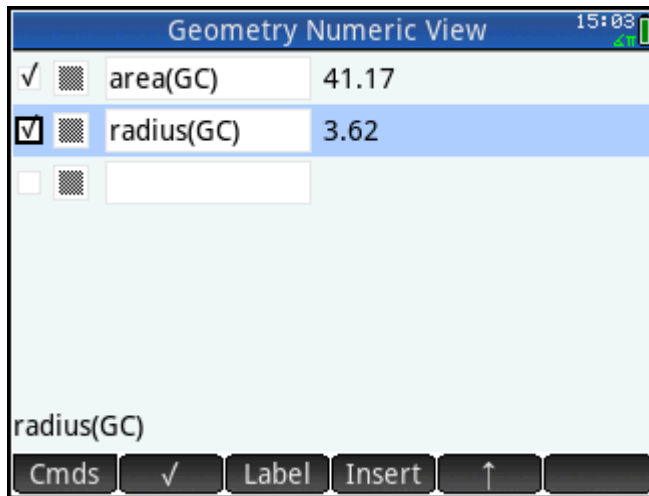 Geometry Numeric View 15:03
∡π
√ area(GC) 41.17
√ radius(GC) 3.62
radius(GC)
Cmds √ Label Insert ↑